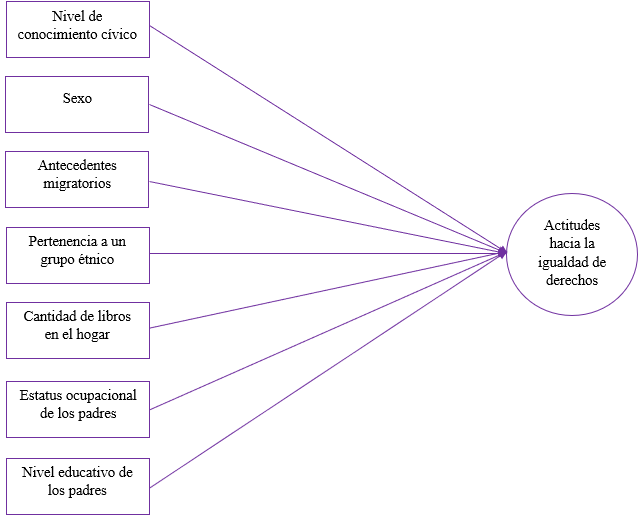 Nivel de
conocimiento cívico
Sexo
Antecedentes
migratorios
Pertenencia a un
grupo étnico
Cantidad de libros
en el hogar
Estatus ocupacional
de los padres
Nivel educativo de
los padres
Actitudes
hacia la
igualdad de
derechos